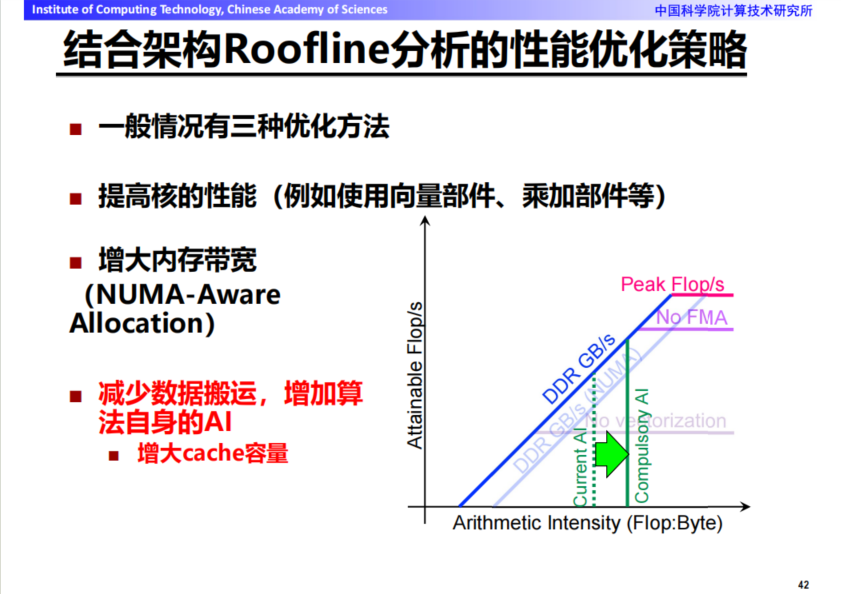 Institute of Computing Technology, Chinese Academy of Sciences
中国科学院计算技术研究所
结合架构Roofline分析的性能优化策略
一般情况有三种优化方法
提高核的性能（例如使用向量部件、乘加部件等）
增大内存带宽
（NUMA-Aware
Allocation）
减少数据搬运，增加算
法自身的AI
增大cache容量
Attainable Flop/s
Peak Flop/s
No FMA
DDR GB/s
DDR GB/s (NUMA)
No vectorization
Current AI
Compulsory AI
Arithmetic Intensity (Flop:Byte)
42